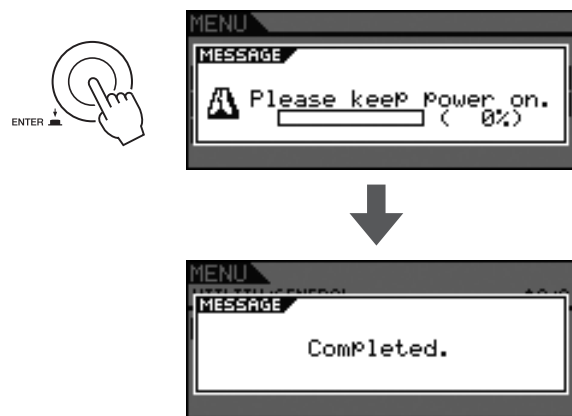 MENU
MESSAGE
Please keep power on.
( 0%)
ENTER
MENU
MESSAGE
Completed.